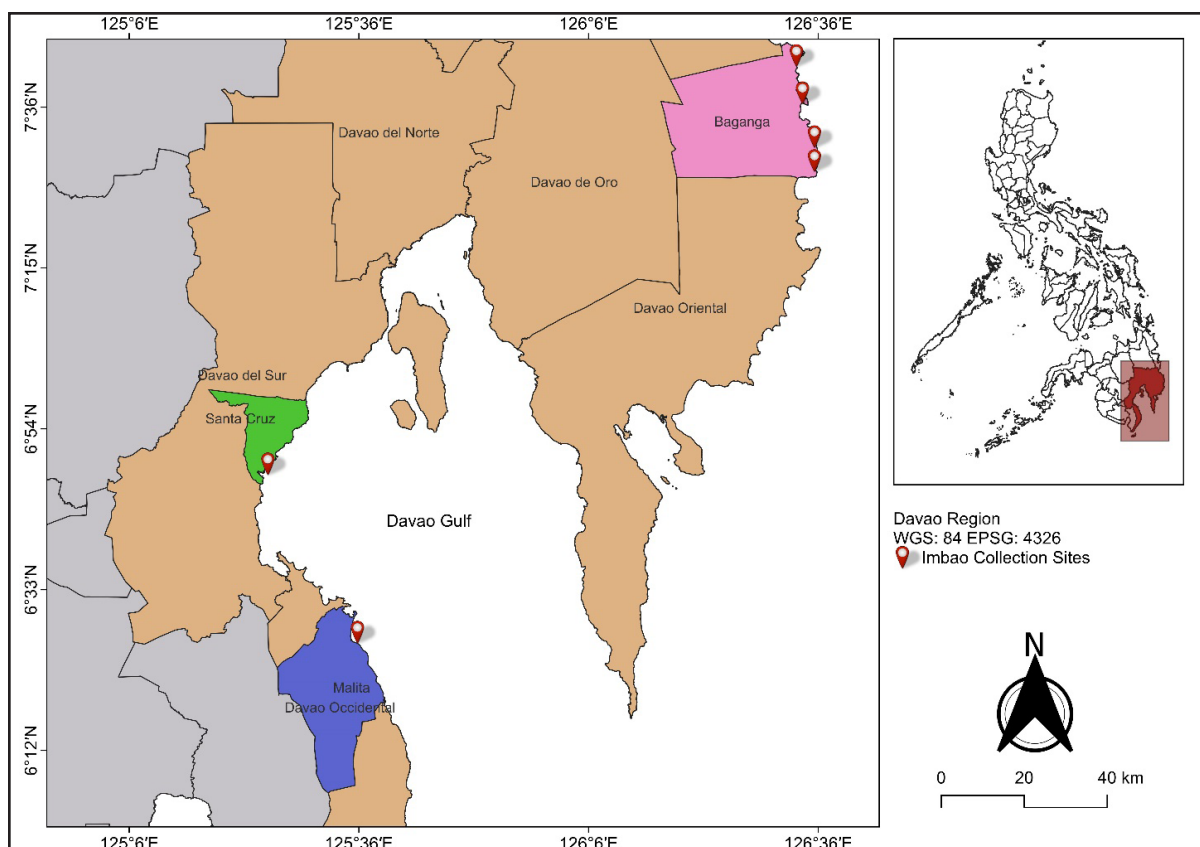 125°6′E 125°36′E 126°6′E 126°36′E
7°36′N
7°15′N
6°54′N
6°33′N
6°12′N
Baganga
Davao del Norte
Davao de Oro
Davao Oriental
Davao del Sur
Santa Cruz
Davao Gulf
Malita
Davao Occidental
125°6′E 125°36′E 126°6′E 126°36′E
Davao Region
WGS: 84 EPSG: 4326
Imbao Collection Sites
N
0 20 40 km